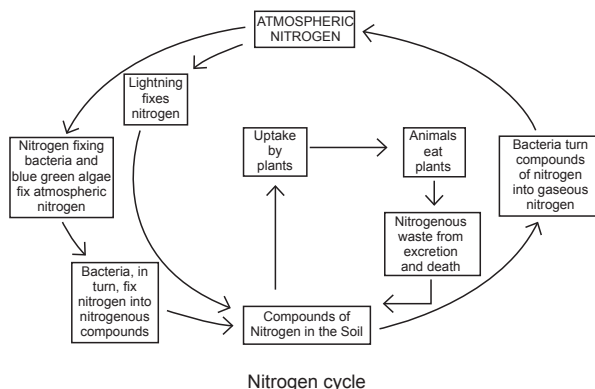 ATMOSPHERIC
NITROGEN
Lightning
fixes
nitrogen
Nitrogen fixing
bacteria and
blue green algae
fix atmospheric
nitrogen
Uptake
by
plants
Animals
eat
plants
Bacteria turn
compounds
of nitrogen
into gaseous
nitrogen
Nitrogenous
waste from
excretion
and death
Bacteria, in
turn, fix
nitrogen into
nitrogenous
compounds
Compounds of
Nitrogen in the Soil
Nitrogen cycle